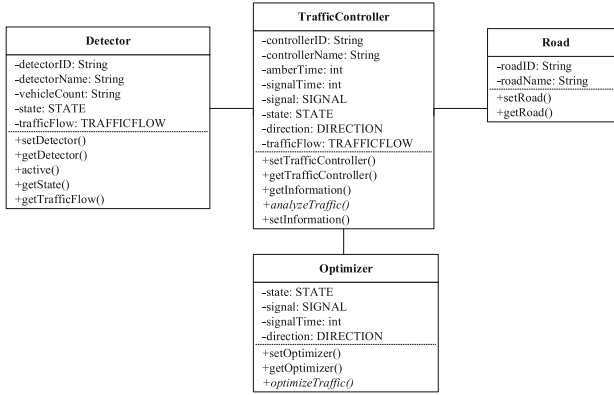 Detector
-detectorID: String
-detectorName: String
-vehicleCount: String
-state: STATE
-trafficFlow: TRAFFICFLOW
+setDetector()
+getDetector()
+active()
+getState()
+getTrafficFlow()
TrafficController
-controllerID: String
-controllerName: String
-amberTime: int
-signalTime: int
-signal: SIGNAL
-state: STATE
-direction: DIRECTION
-trafficFlow: TRAFFICFLOW
+setTrafficController()
+getTrafficController()
+getInformation()
+analyzeTraffic()
+setInformation()
Road
-roadID: String
-roadName: String
+setRoad()
+getRoad()
Optimizer
-state: STATE
-signal: SIGNAL
-signalTime: int
-direction: DIRECTION
+setOptimizer()
+getOptimizer()
+optimizeTraffic()